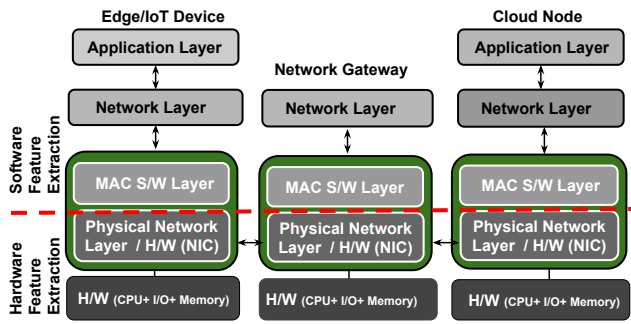 Edge/IoT Device
Cloud Node
Application Layer
Application Layer
Network Gateway
Network Layer
Network Layer
Network Layer
Software
Feature
Extraction
MAC S/W Layer
MAC S/W Layer
MAC S/W Layer
Hardware
Feature
Extraction
Physical Network
Layer / H/W (NIC)
Physical Network
Layer / H/W (NIC)
Physical Network
Layer / H/W (NIC)
H/W (CPU+ I/O+ Memory)
H/W (CPU+ I/O+ Memory)
H/W (CPU+ I/O+ Memory)